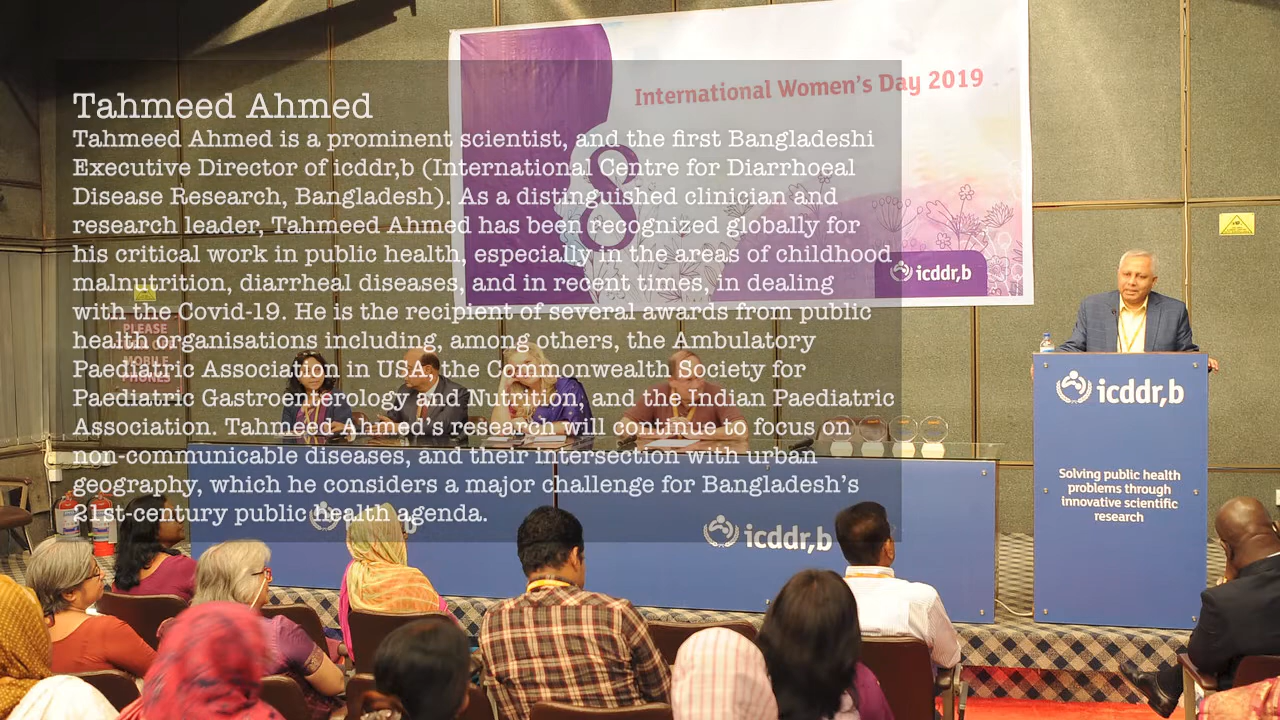 Tahmeed Ahmed
Tahmeed Ahmed is a prominent scientist, and the first Bangladeshi
Executive Director of icddr,b (International Centre for Diarrhoeal
Disease Research, Bangladesh). As a distinguished clinician and
research leader, Tahmeed Ahmed has been recognized globally for
his critical work in public health, especially in the areas of childhood
malnutrition, diarrheal diseases, and in recent times, in dealing
with the Covid-19. He is the recipient of several awards from public
health organisations including, among others, the Ambulatory
Paediatric Association in USA, the Commonwealth Society for
Paediatric Gastroenterology and Nutrition, and the Indian Paediatric
Association. Tahmeed Ahmed's research will continue to focus on
non-communicable diseases, and their intersection with urban
geography, which he considers a major challenge for Bangladesh's
21st-century public health agenda.
International Women's Day 2019
8
icddr,b
PLEASE
MOBILE
PHONES
icddr,b
icddr,b
Solving public health
problems through
innovative scientific
research